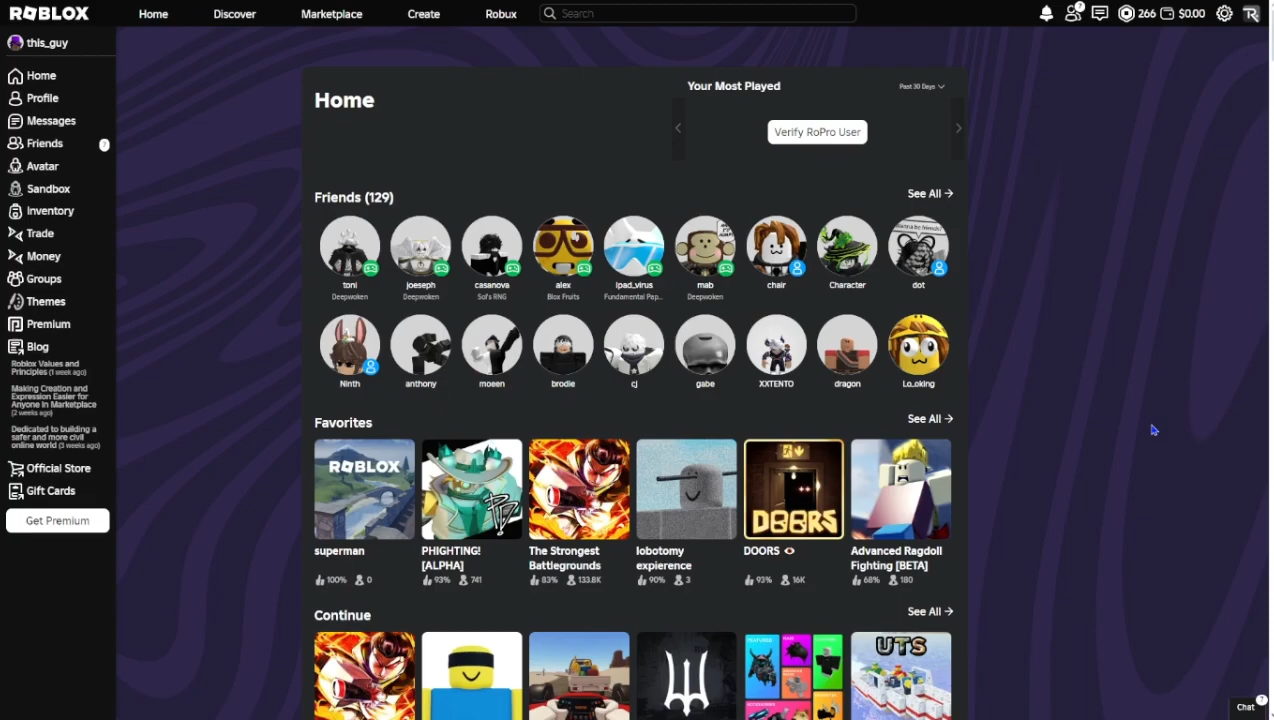 ROBLOX
Home
Discover
Marketplace
Create
Robux
Search
7
266
$0.00
this_guy
Home
Profile
Messages
Friends
7
Avatar
Sandbox
Inventory
Trade
Money
Groups
Themes
Premium
Blog
Roblox Values and
Principles (1 week ago)
Making Creation and
Expression Easier for
Anyone in Marketplace
(2 weeks ago)
Dedicated to building a
safer and more civil
online world (3 weeks ago)
Official Store
Gift Cards
Get Premium
Home
Your Most Played
Past 30 Days
Verify RoPro User
Friends (129)
See All
toni
joeseph
casanova
alex
ipad_virus
mab
chair
Character
dot
Deepwoken
Deepwoken
Sol's RNG
Blox Fruits
Fundamental Pap...
Deepwoken
Ninth
anthony
moeen
brodie
cj
gabe
XXTENTO
dragon
Lo_oking
Favorites
See All
ROBLOX
DOORS
superman
100% 0
PHIGHTING!
[ALPHA]
93% 741
The Strongest
Battlegrounds
83% 133.8K
lobotomy
expierence
90% 3
DOORS
93% 16K
Advanced Ragdoll
Fighting [BETA]
68% 180
Continue
See All
UTS
Chat